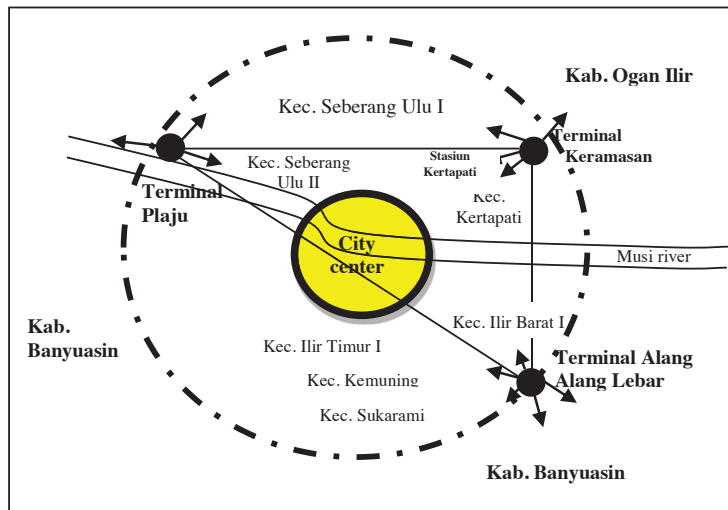 Kab. Ogan Ilir
Kec. Seberang Ulu I
Terminal
Keramasan
Stasiun
Kertapati
Kec. Seberang
Ulu II
Terminal
Plaju
Kec.
Kertapati
City
center
Musi river
Kab.
Banyuasin
Kec. Ilir Barat I
Kec. Ilir Timur I
Terminal Alang
Alang Lebar
Kec. Kemuning
Kec. Sukarami
Kab. Banyuasin